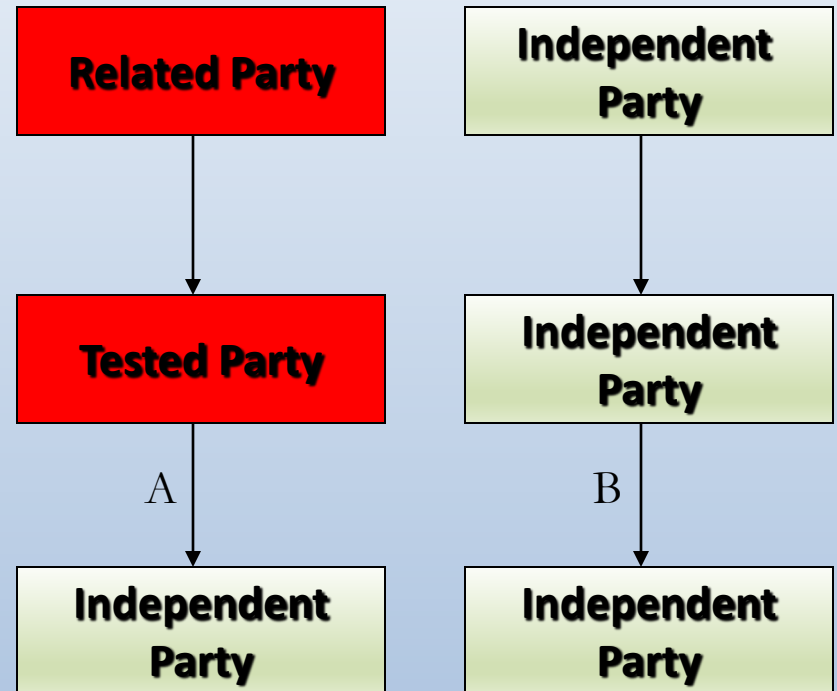 Related Party
Independent
Party
Tested Party
Independent
Party
A
B
Independent
Party
Independent
Party